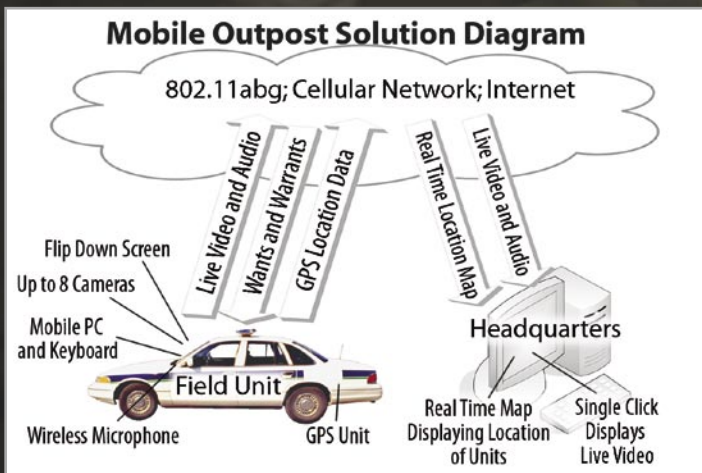 Mobile Outpost Solution Diagram
802.11abg; Cellular Network; Internet
Live Video and Audio
Wants and Warrants
GPS Location Data
Real Time Location Map
Live Video and Audio
Flip Down Screen
Up to 8 Cameras
Mobile PC
and Keyboard
Field Unit
Wireless Microphone
GPS Unit
Headquarters
Real Time Map
Displaying Location
of Units
Single Click
Displays
Live Video